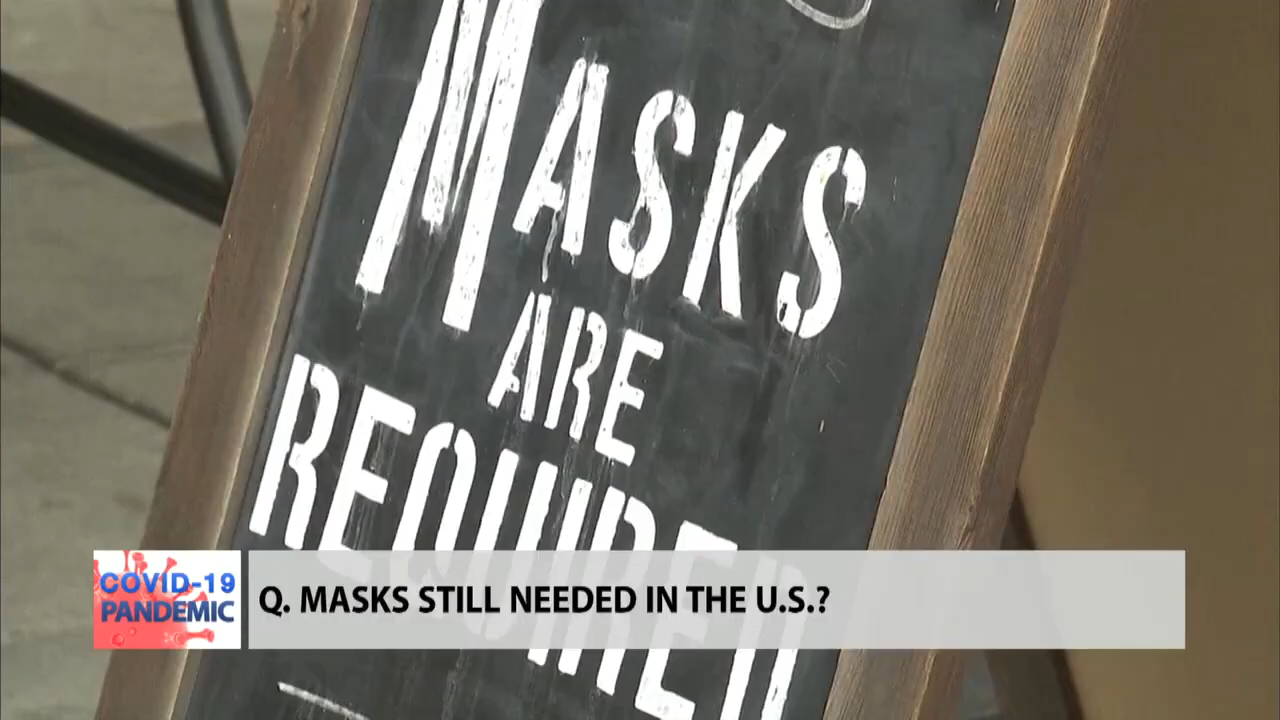 MASKS
ARE
REQUIRED
COVID-19
PANDEMIC
Q. MASKS STILL NEEDED IN THE U.S.?